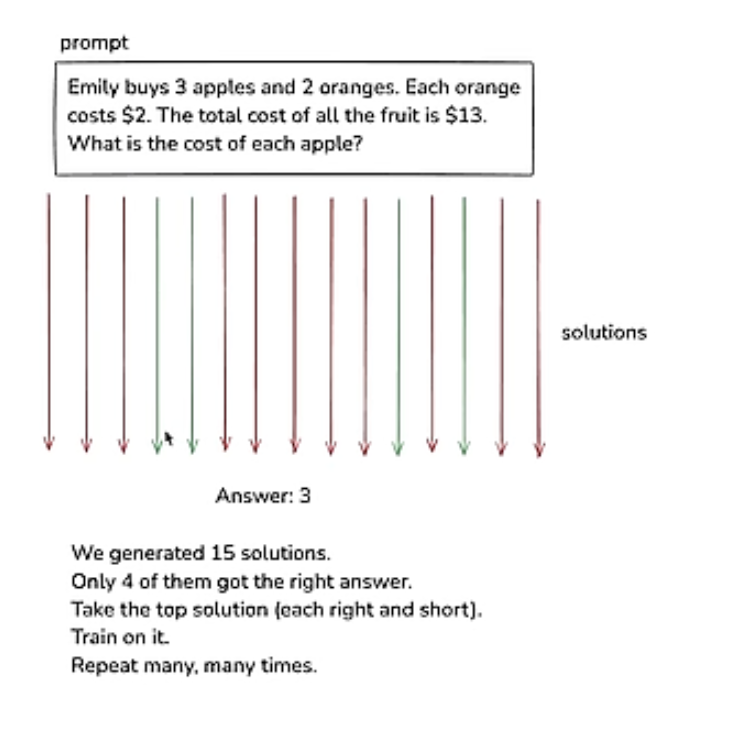 prompt
Emily buys 3 apples and 2 oranges. Each orange
costs $2. The total cost of all the fruit is $13.
What is the cost of each apple?
solutions
Answer: 3
We generated 15 solutions.
Only 4 of them got the right answer.
Take the top solution (each right and short).
Train on it.
Repeat many, many times.